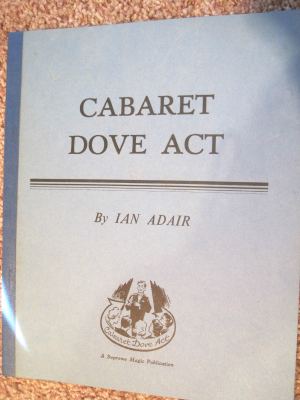 CABARET
DOVE ACT
By IAN ADAIR
Cabaret Dove Act
A Supreme Magic Publication